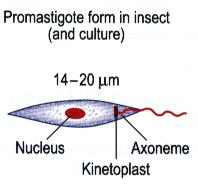 Promastigote form in insect
(and culture)
14–20 μm
Nucleus
Axoneme
Kinetoplast